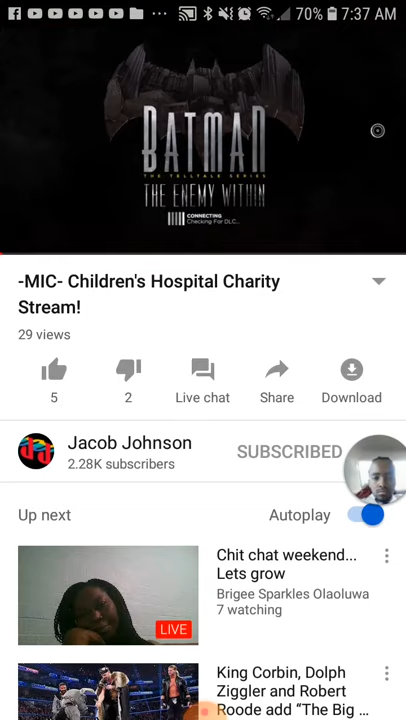 70% 7:37 AM
BATMAN
THE TELLTALE SERIES
THE ENEMY WITHIN
CONNECTING
Checking For DLC...
-MIC- Children's Hospital Charity
Stream!
29 views
5 2 Live chat Share Download
Jacob Johnson
2.28K subscribers
SUBSCRIBED
Up next Autoplay
Chit chat weekend...
Lets grow
Brigee Sparkles Olaoluwa
7 watching
LIVE
King Corbin, Dolph
Ziggler and Robert
Roode add “The Big ...